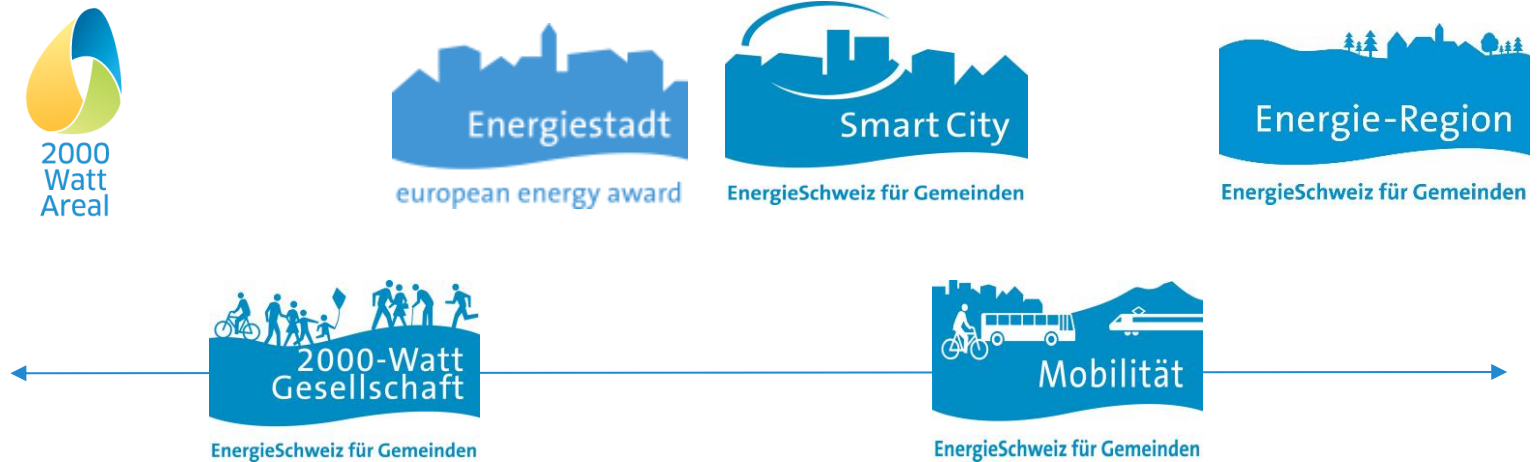 2000
Watt
Areal
Energiestadt
european energy award
Smart City
EnergieSchweiz für Gemeinden
Energie-Region
EnergieSchweiz für Gemeinden
2000-Watt
Gesellschaft
EnergieSchweiz für Gemeinden
Mobilität
EnergieSchweiz für Gemeinden